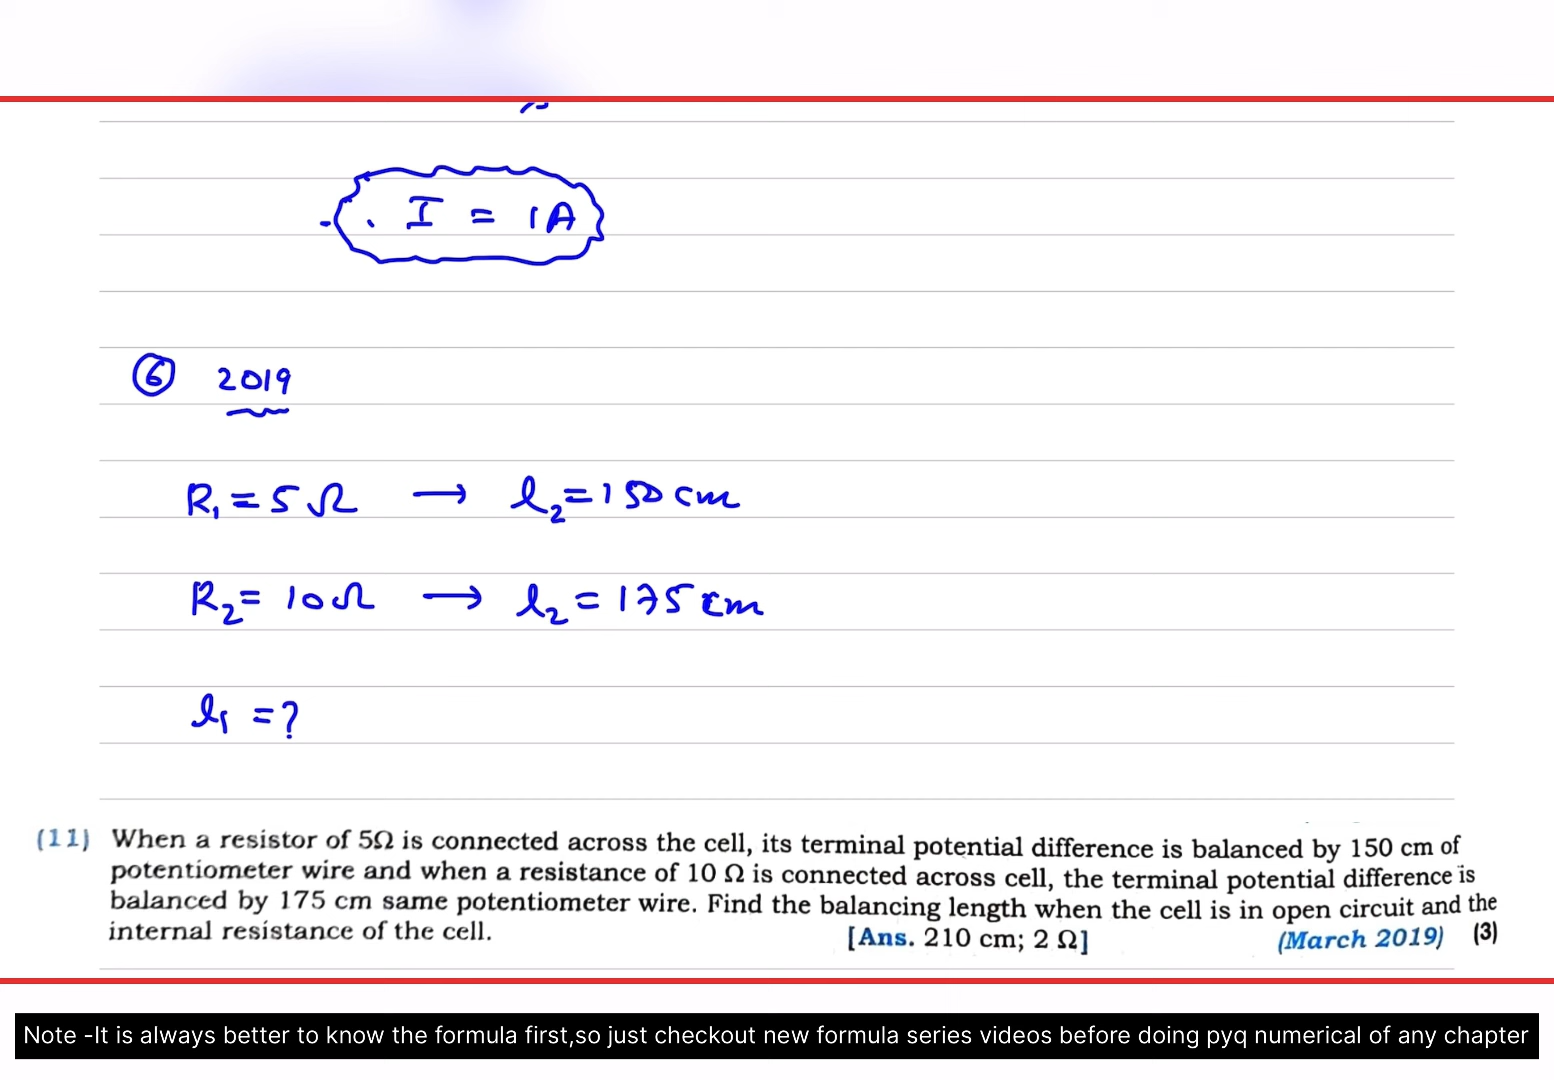 . I = 1A
6 2019
R1 = 5Ω → l2 = 150 cm
R2 = 10Ω → l2 = 175 cm
l1 = ?
(11) When a resistor of 5Ω is connected across the cell, its terminal potential difference is balanced by 150 cm of
potentiometer wire and when a resistance of 10 Ω is connected across cell, the terminal potential difference is
balanced by 175 cm same potentiometer wire. Find the balancing length when the cell is in open circuit and the
internal resistance of the cell. [Ans. 210 cm; 2 Ω] (March 2019) (3)
Note -It is always better to know the formula first,so just checkout new formula series videos before doing pyq numerical of any chapter